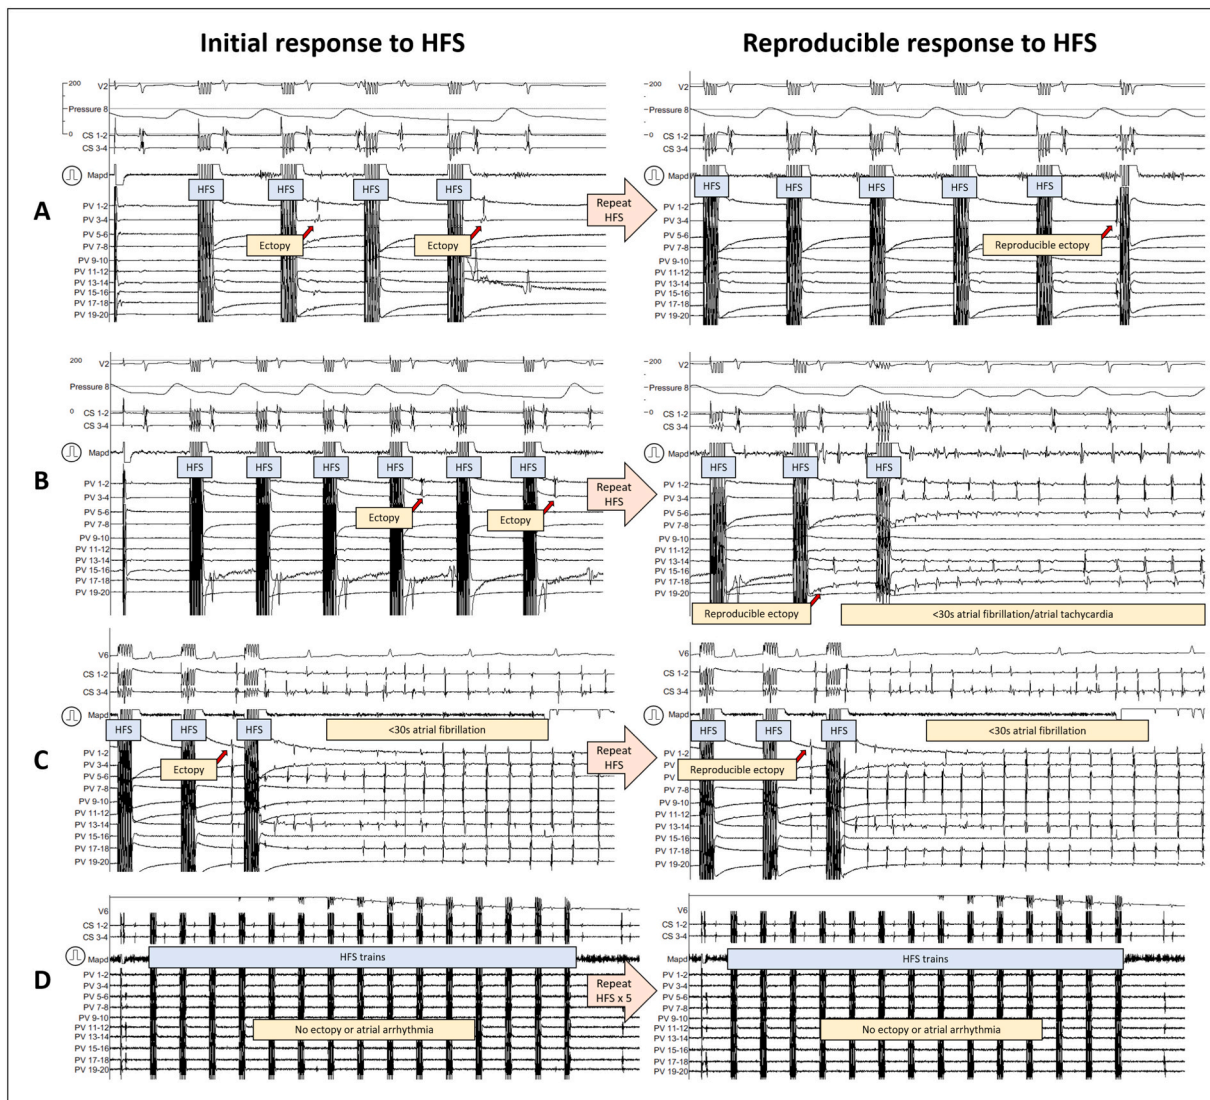 Initial response to HFS
Reproducible response to HFS
A
200
V2
Pressure 8
0
CS 1-2
CS 3-4
Mapd
HFS HFS HFS HFS
PV 1-2
PV 3-4
PV 5-6
PV 7-8
PV 9-10
PV 11-12
PV 13-14
PV 15-16
PV 17-18
PV 19-20
Ectopy Ectopy
Repeat
HFS
200
V2
Pressure 8
0
CS 1-2
CS 3-4
Mapd
HFS HFS HFS HFS HFS
PV 1-2
PV 3-4
PV 5-6
PV 7-8
PV 9-10
PV 11-12
PV 13-14
PV 15-16
PV 17-18
PV 19-20
Reproducible ectopy
B
200
V2
Pressure 8
0
CS 1-2
CS 3-4
Mapd
HFS HFS HFS HFS HFS HFS
PV 1-2
PV 3-4
PV 5-6
PV 7-8
PV 9-10
PV 11-12
PV 13-14
PV 15-16
PV 17-18
PV 19-20
Ectopy Ectopy
Repeat
HFS
200
V2
Pressure 8
0
CS 1-2
CS 3-4
Mapd
HFS HFS HFS
PV 1-2
PV 3-4
PV 5-6
PV 7-8
PV 9-10
PV 11-12
PV 13-14
PV 15-16
PV 17-18
PV 19-20
Reproducible ectopy
<30s atrial fibrillation/atrial tachycardia
C
V6
CS 1-2
CS 3-4
Mapd
HFS HFS HFS
<30s atrial fibrillation
PV 1-2
PV 3-4
PV 5-6
PV 7-8
PV 9-10
PV 11-12
PV 13-14
PV 15-16
PV 17-18
PV 19-20
Ectopy
Repeat
HFS
V6
CS 1-2
CS 3-4
Mapd
HFS HFS HFS
<30s atrial fibrillation
PV 1-2
PV 3-4
PV
PV 7-8
PV 9-10
PV 11-12
PV 13-14
PV 15-16
PV 17-18
PV 19-20
Reproducible ectopy
D
V6
CS 1-2
CS 3-4
Mapd
HFS trains
PV 1-2
PV 3-4
PV 5-6
PV 7-8
PV 9-10
PV 11-12
PV 13-14
PV 15-16
PV 17-18
PV 19-20
No ectopy or atrial arrhythmia
Repeat
HFS x 5
V6
CS 1-2
CS 3-4
Mapd
HFS trains
PV 1-2
PV 3-4
PV 5-6
PV 7-8
PV 9-10
PV 11-12
PV 13-14
PV 15-16
PV 17-18
PV 19-20
No ectopy or atrial arrhythmia